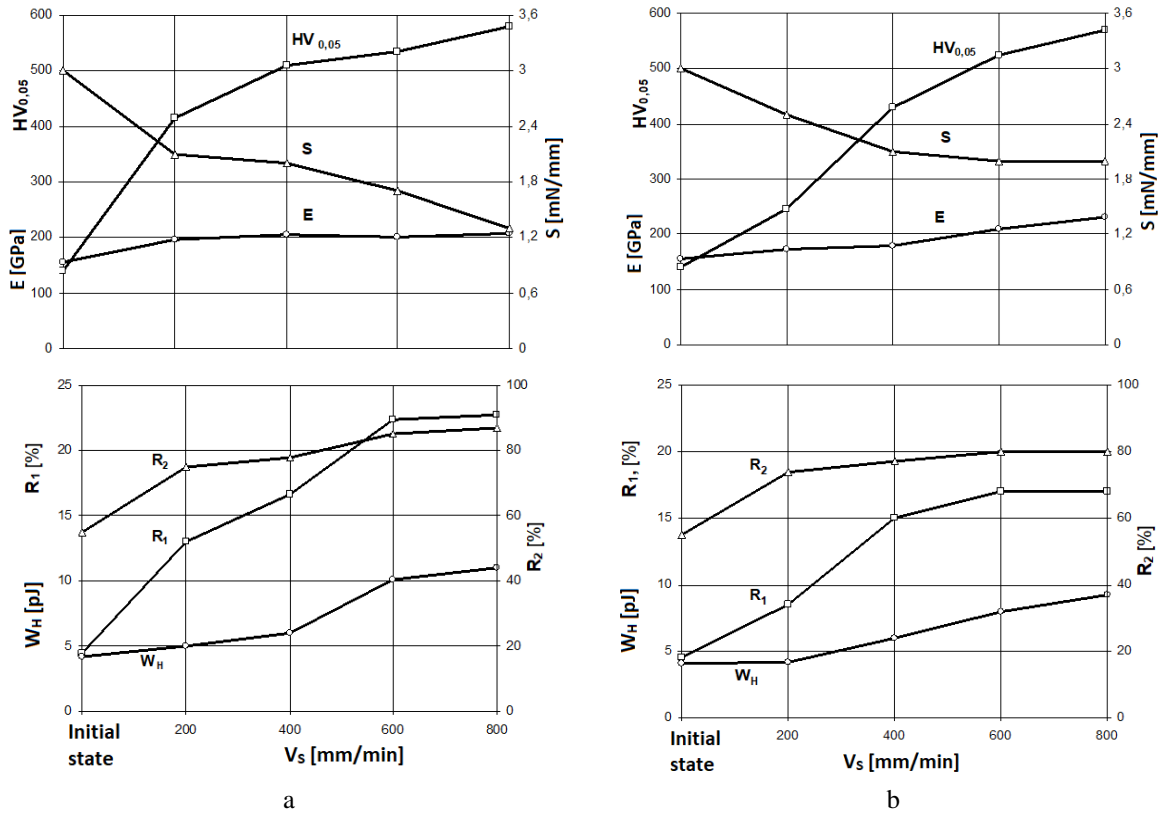 600
500
400
300
200
100
0
HV0,05
E [GPa]
HV 0,05
S
E
3,6
3
2,4
1,8
1,2
0,6
0
S [mN/mm]
600
500
400
300
200
100
0
HV0,05
E [GPa]
HV0,05
S
E
3,6
3
2,4
1,8
1,2
0,6
0
S [mN/mm]
25
20
15
10
5
0
R1 [%]
WH [pJ]
R2
R1
WH
100
80
60
40
20
0
R2 [%]
Initial state
200
400
600
800
VS [mm/min]
a
25
20
15
10
5
0
R1, [%]
WH [pJ]
R2
R1
WH
100
80
60
40
20
0
R2 [%]
Initial state
200
400
600
800
VS [mm/min]
b